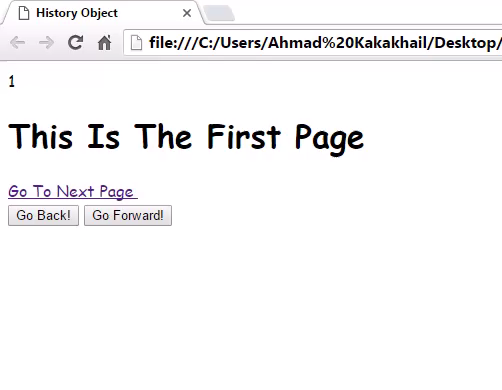 History Object
file:///C:/Users/Ahmad%20Kakakhail/Desktop/
1
This Is The First Page
Go To Next Page
Go Back! Go Forward!